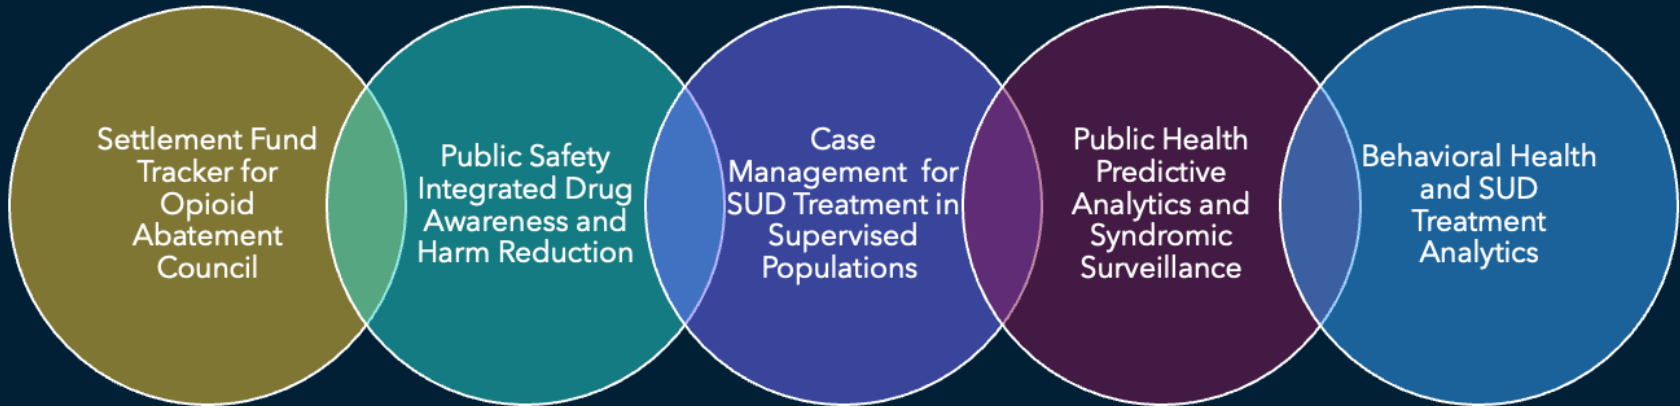 Settlement Fund
Tracker for
Opioid
Abatement
Council
Public Safety
Integrated Drug
Awareness and
Harm Reduction
Case
Management for
SUD Treatment in
Supervised
Populations
Public Health
Predictive
Analytics and
Syndromic
Surveillance
Behavioral Health
and SUD
Treatment
Analytics